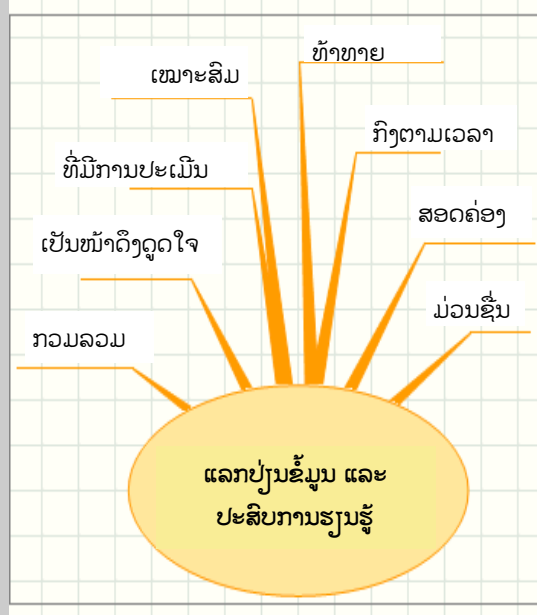 ທ້າທາຍ
ເໝາະສົມ
ກົງຕາມເວລາ
ທີ່ມີການປະເມີນ
ສອດຄ່ອງ
ເປັນໜ້າດຶງດູດໃຈ
ມ່ວນຊື່ນ
ກວມລວມ
ແລກປ່ຽນຂໍ້ມູນ ແລະ
ປະສົບການຮຽນຮູ້